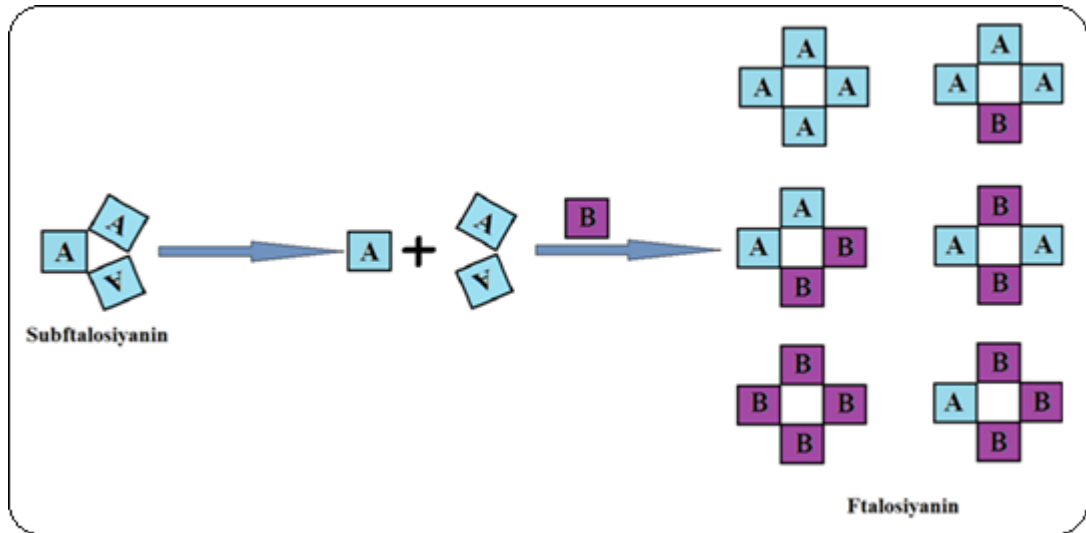 A A
A A A A
A B
A A A B B
A A + A A B A A
A B B B
Subftalosiyanin
B B
B B A B
B B
Ftalosiyanin